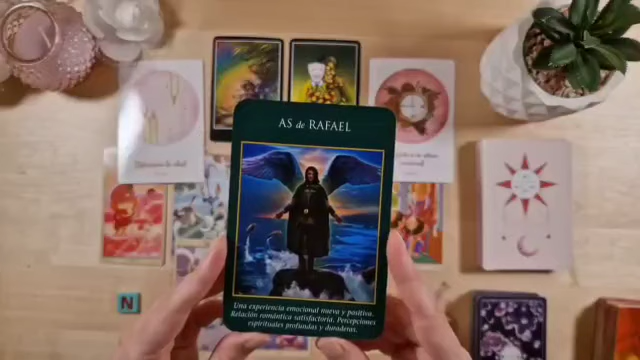 AS de RAFAEL
Una experiencia emocional nueva y positiva.
Relación romántica satisfactoria. Percepciones
espirituales profundas y duraderas.
N